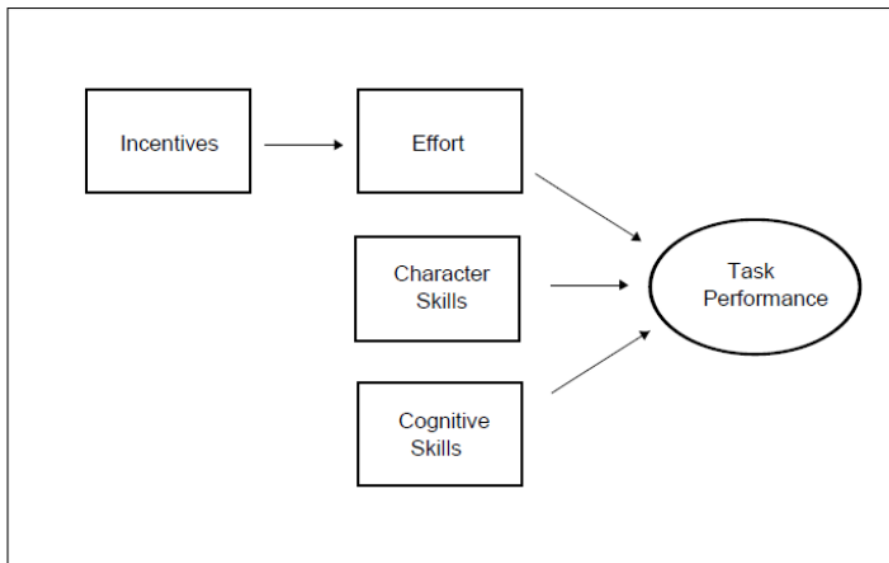 Incentives
Effort
Character
Skills
Cognitive
Skills
Task
Performance